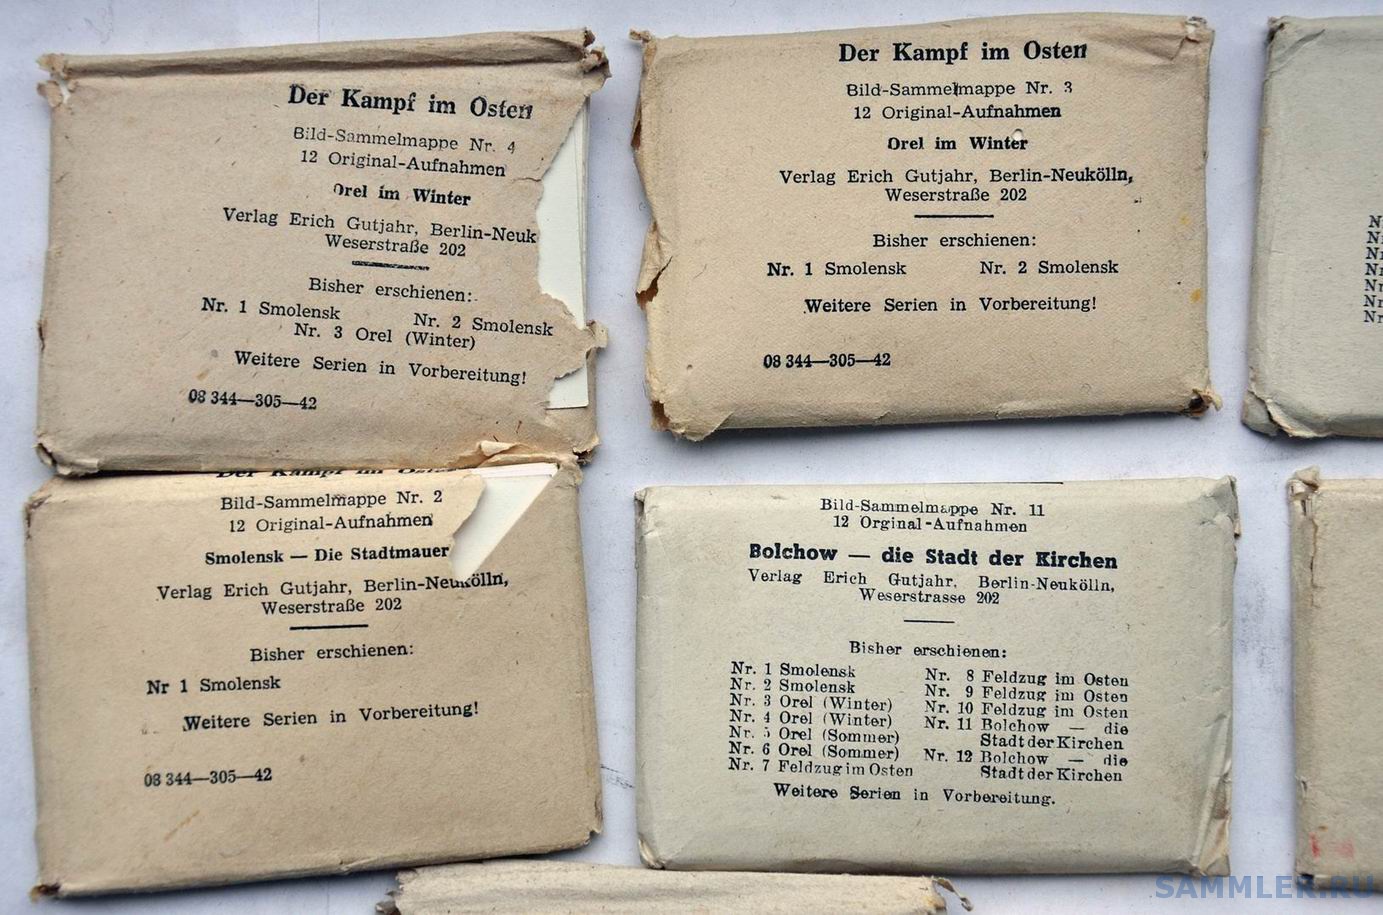 Der Kampf im Osten
Bild-Sammelmappe Nr. 4
12 Original-Aufnahmen
Orel im Winter
Verlag Erich Gutjahr, Berlin-Neuk
Weserstraße 202
Bisher erschienen:
Nr. 1 Smolensk Nr. 2 Smolensk
Nr. 3 Orel (Winter)
Weitere Serien in Vorbereitung!
08 344—305—42
Der Kampf im Osten
Bild-Sammelmappe Nr. 3
12 Original-Aufnahmen
Orel im Winter
Verlag Erich Gutjahr, Berlin-Neukölln,
Weserstraße 202
Bisher erschienen:
Nr. 1 Smolensk Nr. 2 Smolensk
Weitere Serien in Vorbereitung!
08 344—305—42
N
Ni
Nr
Nr
Nr
Nr
Nr
Der Kampf im Osten
Bild-Sammelmappe Nr. 2
12 Original-Aufnahmen
Smolensk — Die Stadtmauer
Verlag Erich Gutjahr, Berlin-Neukölln,
Weserstraße 202
Bisher erschienen:
Nr 1 Smolensk
Weitere Serien in Vorbereitung!
08 344—305—42
Bild-Sammelmappe Nr. 11
12 Orginal-Aufnahmen
Bolchow — die Stadt der Kirchen
Verlag Erich Gutjahr, Berlin-Neukölln,
Weserstrasse 202
Bisher erschienen:
Nr. 1 Smolensk
Nr. 2 Smolensk
Nr. 3 Orel (Winter)
Nr. 4 Orel (Winter)
Nr. 5 Orel (Sommer)
Nr. 6 Orel (Sommer)
Nr. 7 Feldzug im Osten
Nr. 8 Feldzug im Osten
Nr. 9 Feldzug im Osten
Nr. 10 Feldzug im Osten
Nr. 11 Bolchow — die
Stadt der Kirchen
Nr. 12 Bolchow — die
Stadt der Kirchen
Weitere Serien in Vorbereitung.
SAMMLER.RU